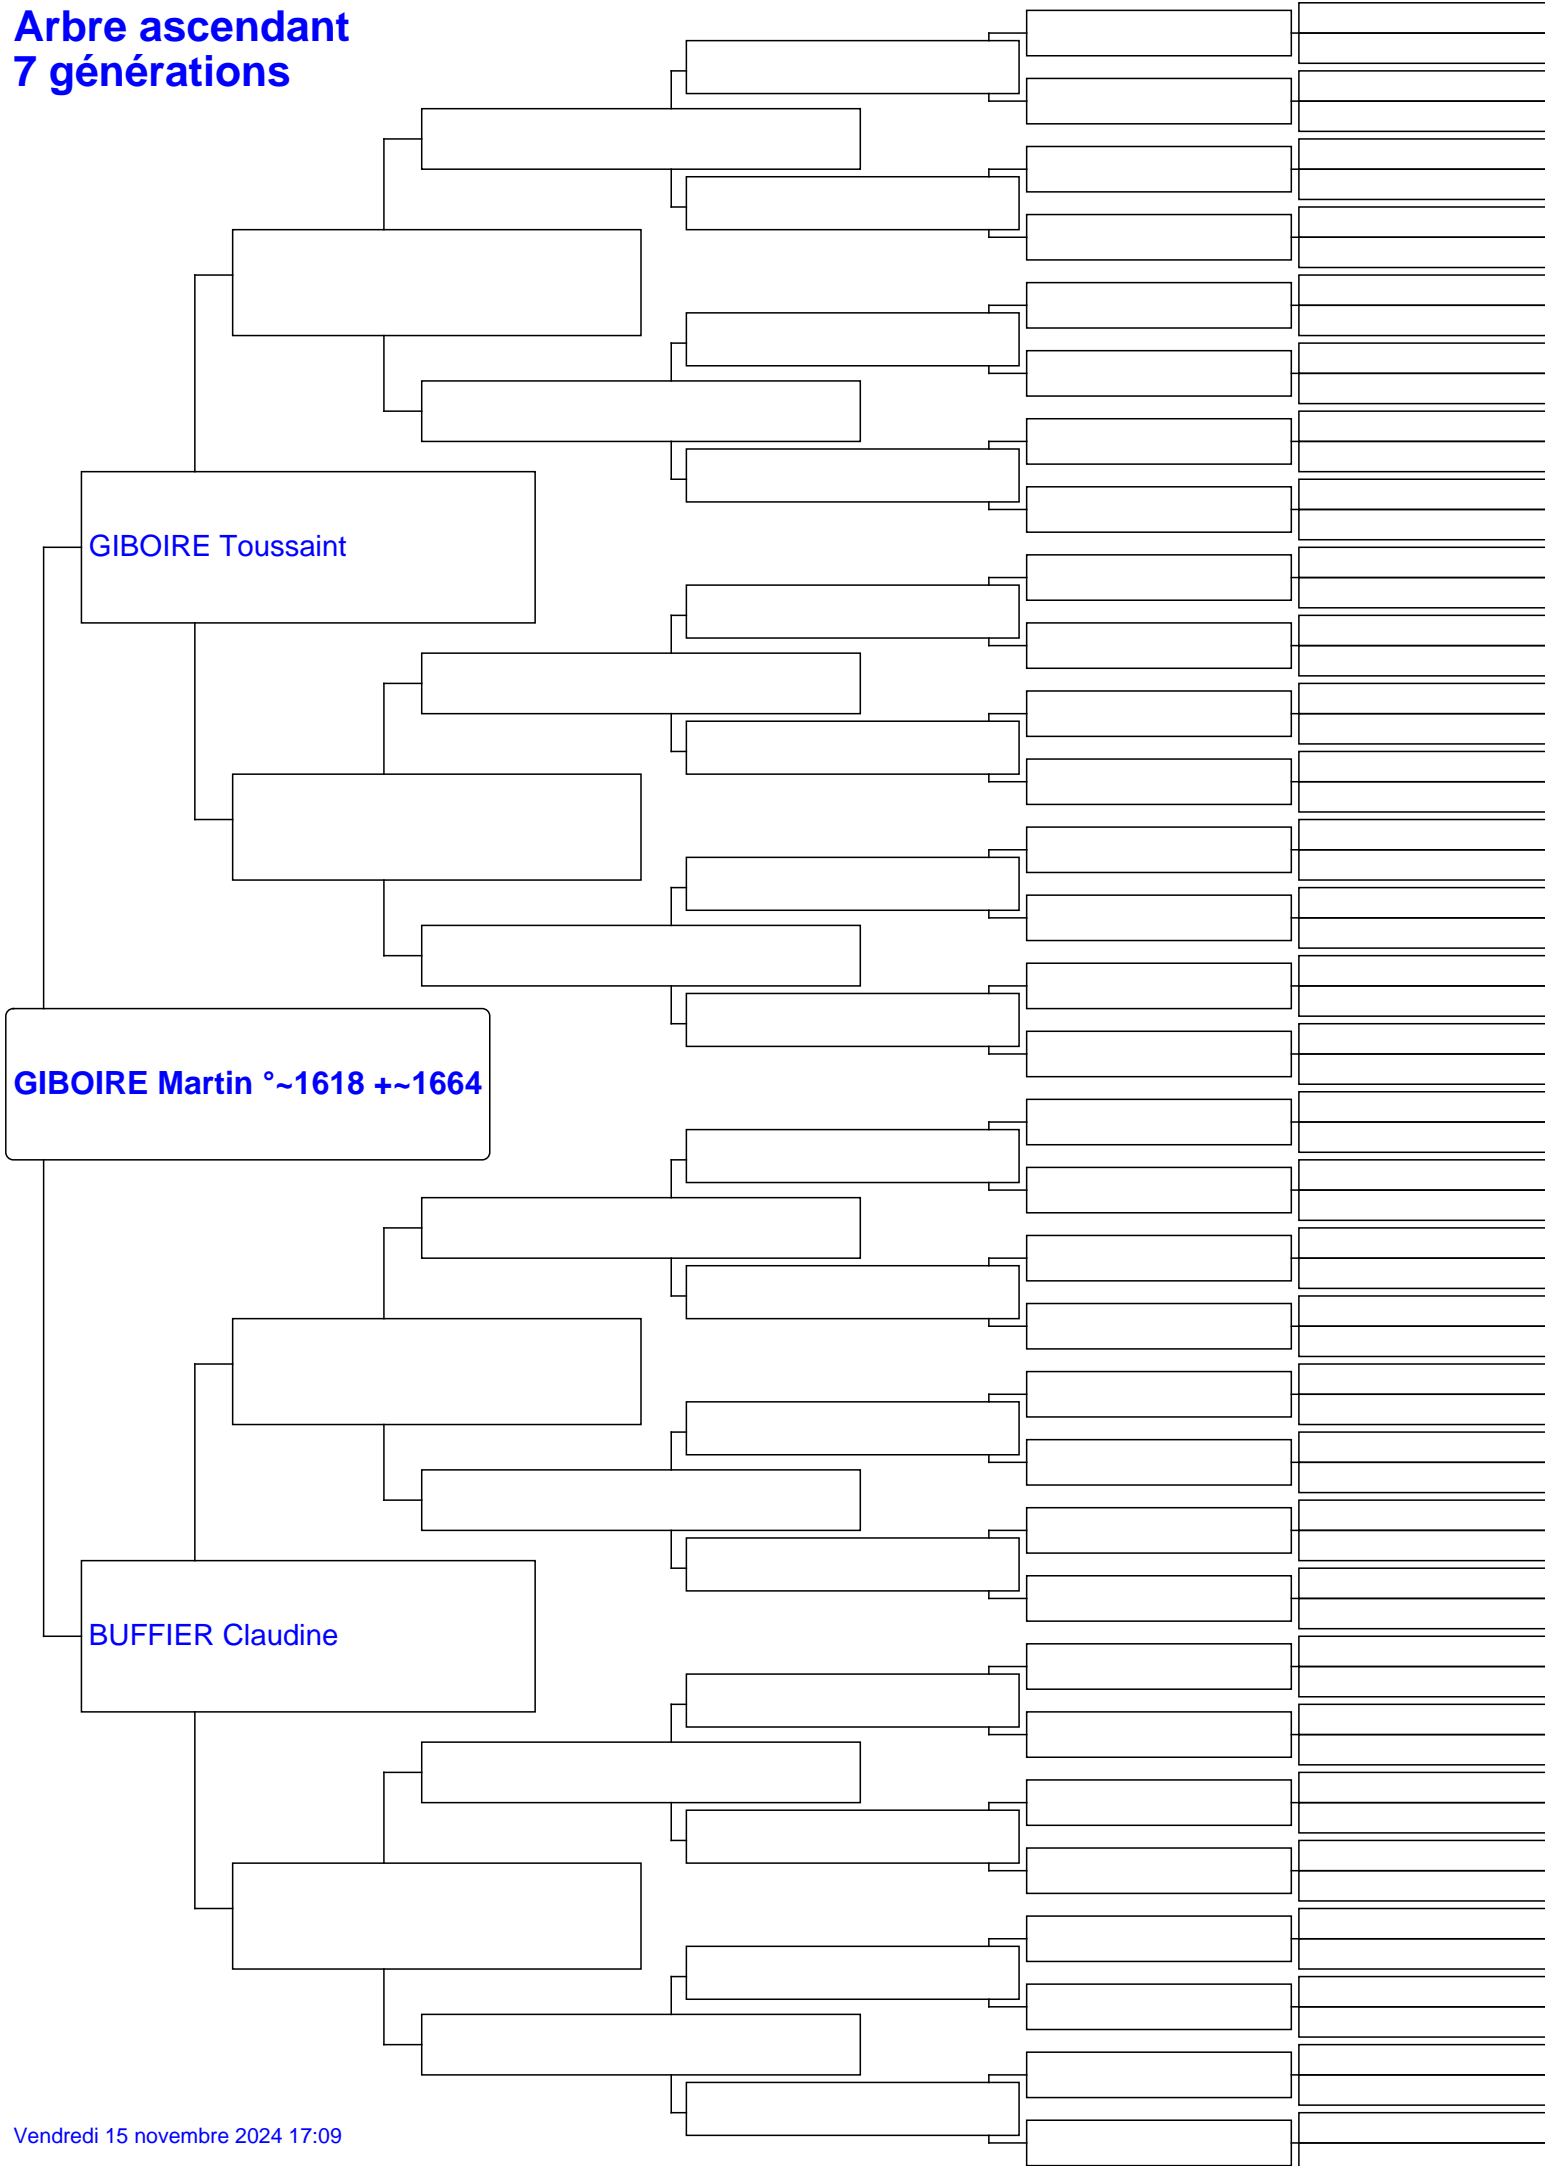 Arbre ascendant
7 générations
GIBOIRE Toussaint
GIBOIRE Martin °~1618 +~1664
BUFFIER Claudine
Vendredi 15 novembre 2024 17:09